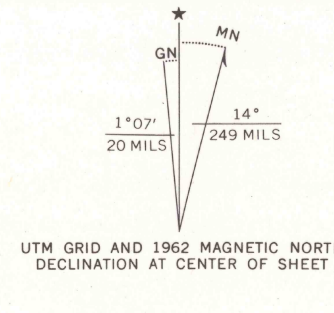 MN
GN
1°07'
20 MILS
14°
249 MILS
UTM GRID AND 1962 MAGNETIC NORT
DECLINATION AT CENTER OF SHEET